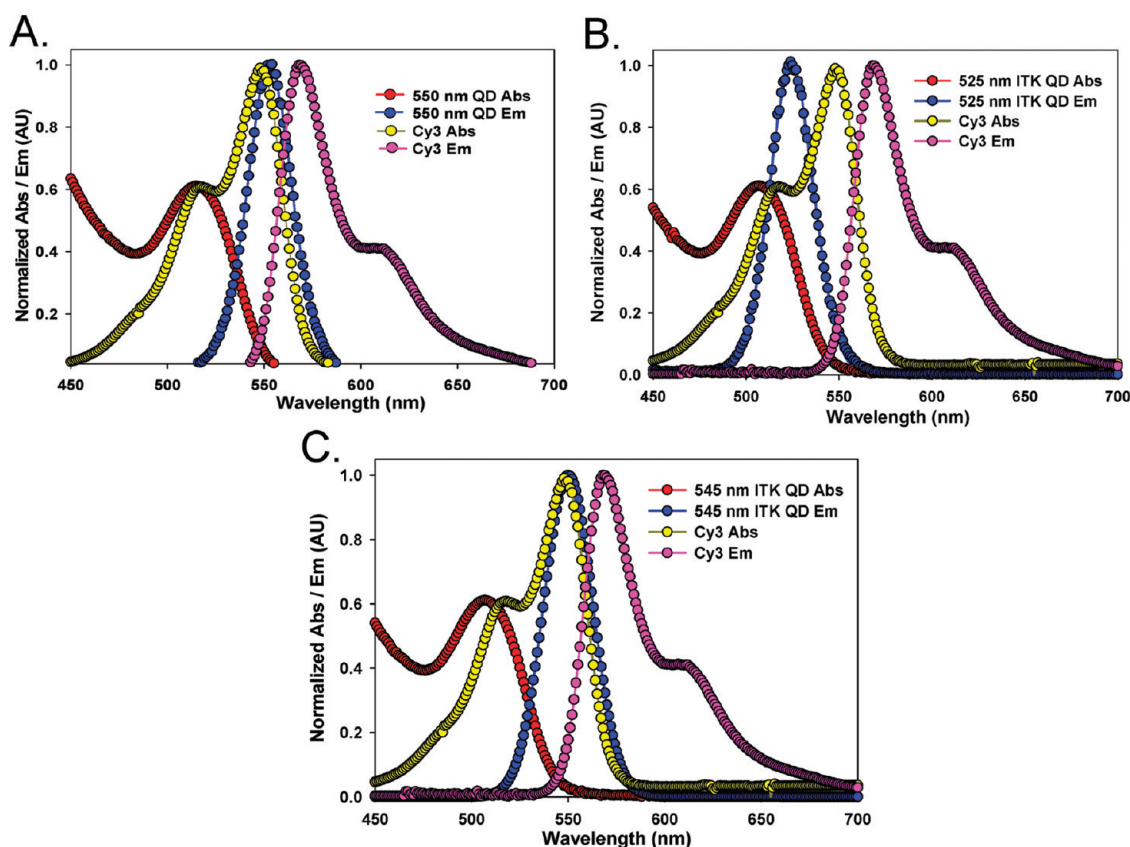 A.
Normalized Abs / Em (AU)
1.0
0.8
0.6
0.4
0.2
550 nm QD Abs
550 nm QD Em
Cy3 Abs
Cy3 Em
450 500 550 600 650 700
Wavelength (nm)
B.
Normalized Abs / Em (AU)
1.0
0.8
0.6
0.4
0.2
0.0
525 nm ITK QD Abs
525 nm ITK QD Em
Cy3 Abs
Cy3 Em
450 500 550 600 650 700
Wavelength (nm)
C.
Normalized Abs / Em (AU)
1.0
0.8
0.6
0.4
0.2
0.0
545 nm ITK QD Abs
545 nm ITK QD Em
Cy3 Abs
Cy3 Em
450 500 550 600 650 700
Wavelength (nm)